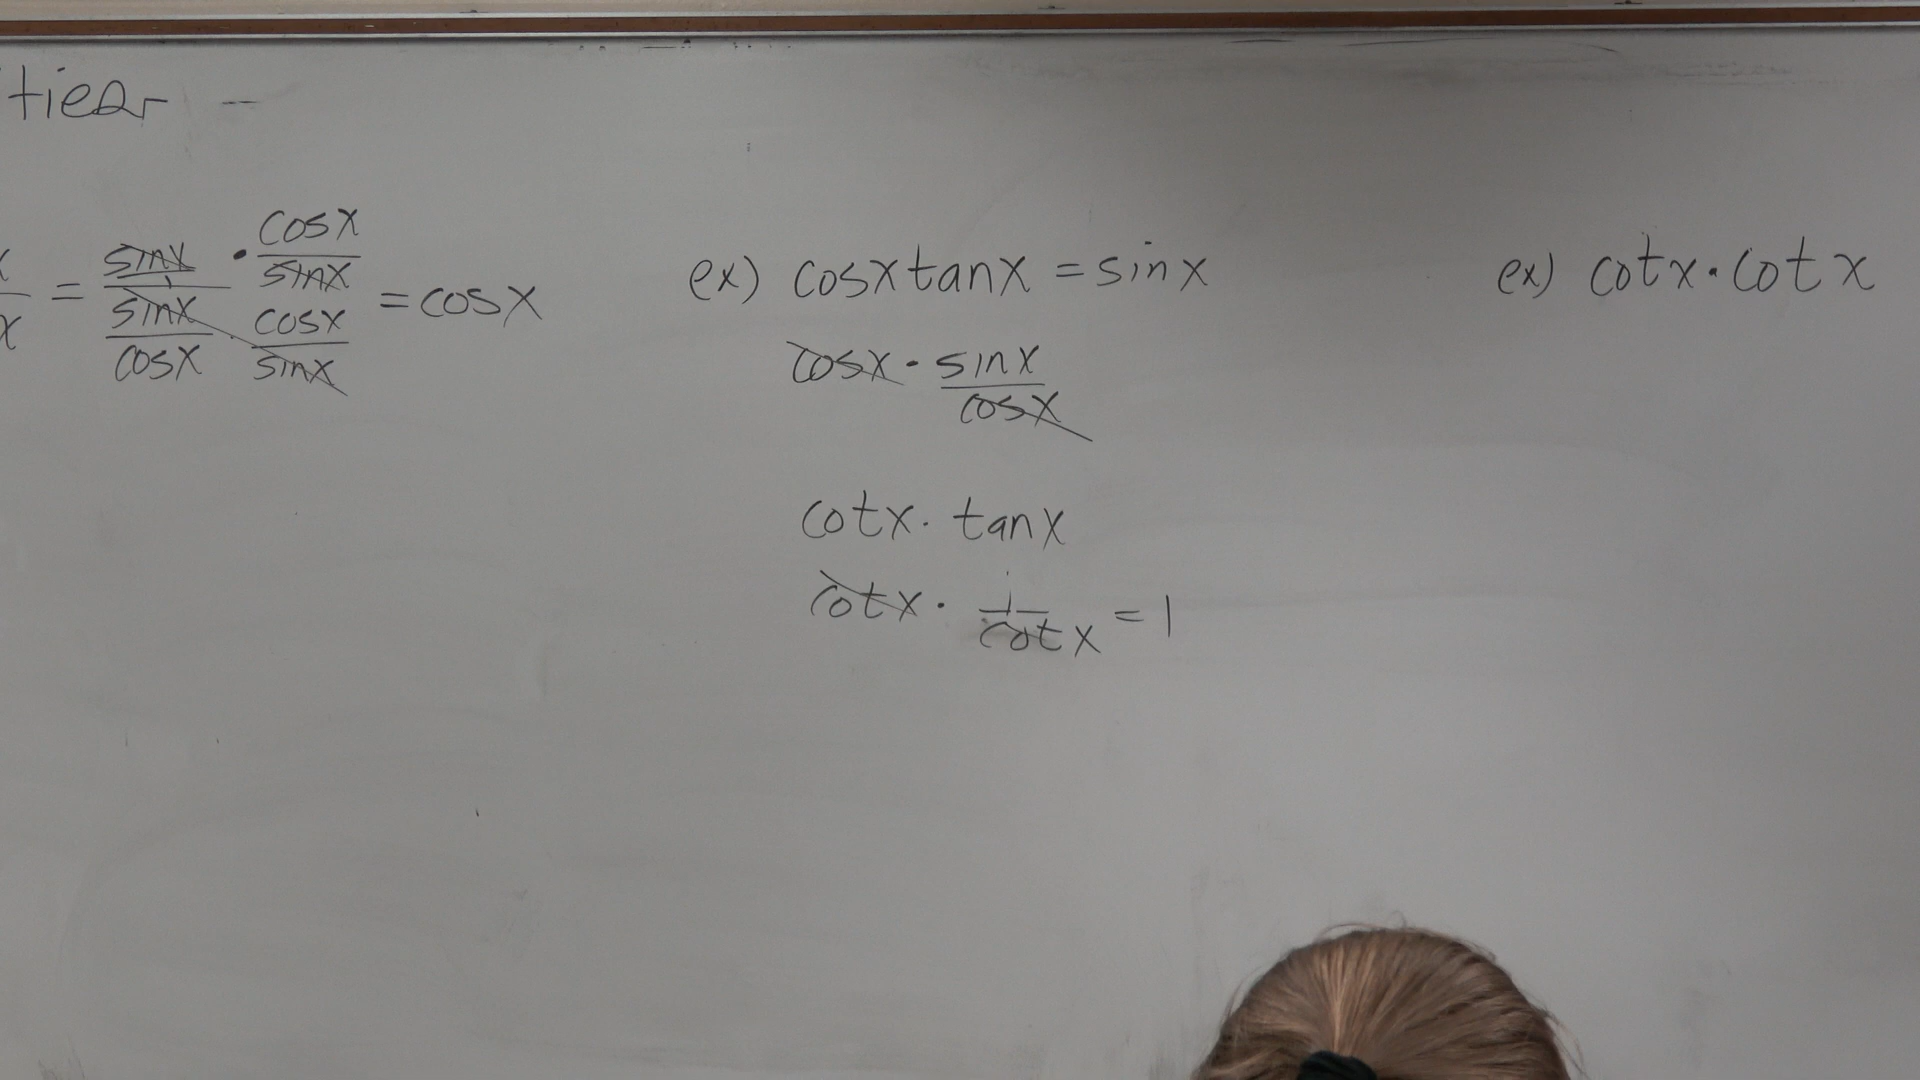 tier -
x/x = (sinx/1)/(sinx/cosx) · (cosx/sinx)/(cosx/sinx) = cosx
ex) cosxtanx = sinx
cosx · sinx/cosx
cotx · tanx
cotx · 1/cotx = 1
ex) cotx · cotx